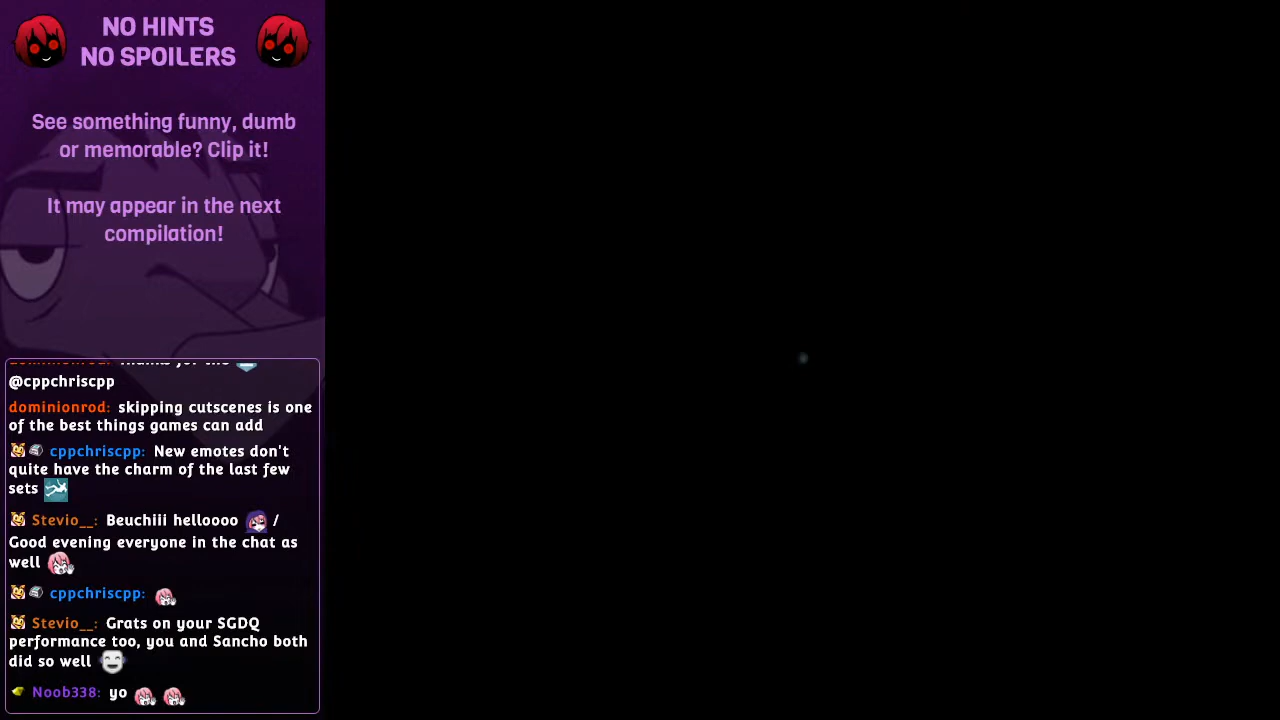 NO HINTS
NO SPOILERS
See something funny, dumb
or memorable? Clip it!
It may appear in the next
compilation!
@cppchriscpp
dominionrod: skipping cutscenes is one
of the best things games can add
cppchriscpp: New emotes don't
quite have the charm of the last few
sets
Stevio__: Beuchiii helloooo /
Good evening everyone in the chat as
well
cppchriscpp:
Stevio__: Grats on your SGDQ
performance too, you and Sancho both
did so well
Noob338: yo